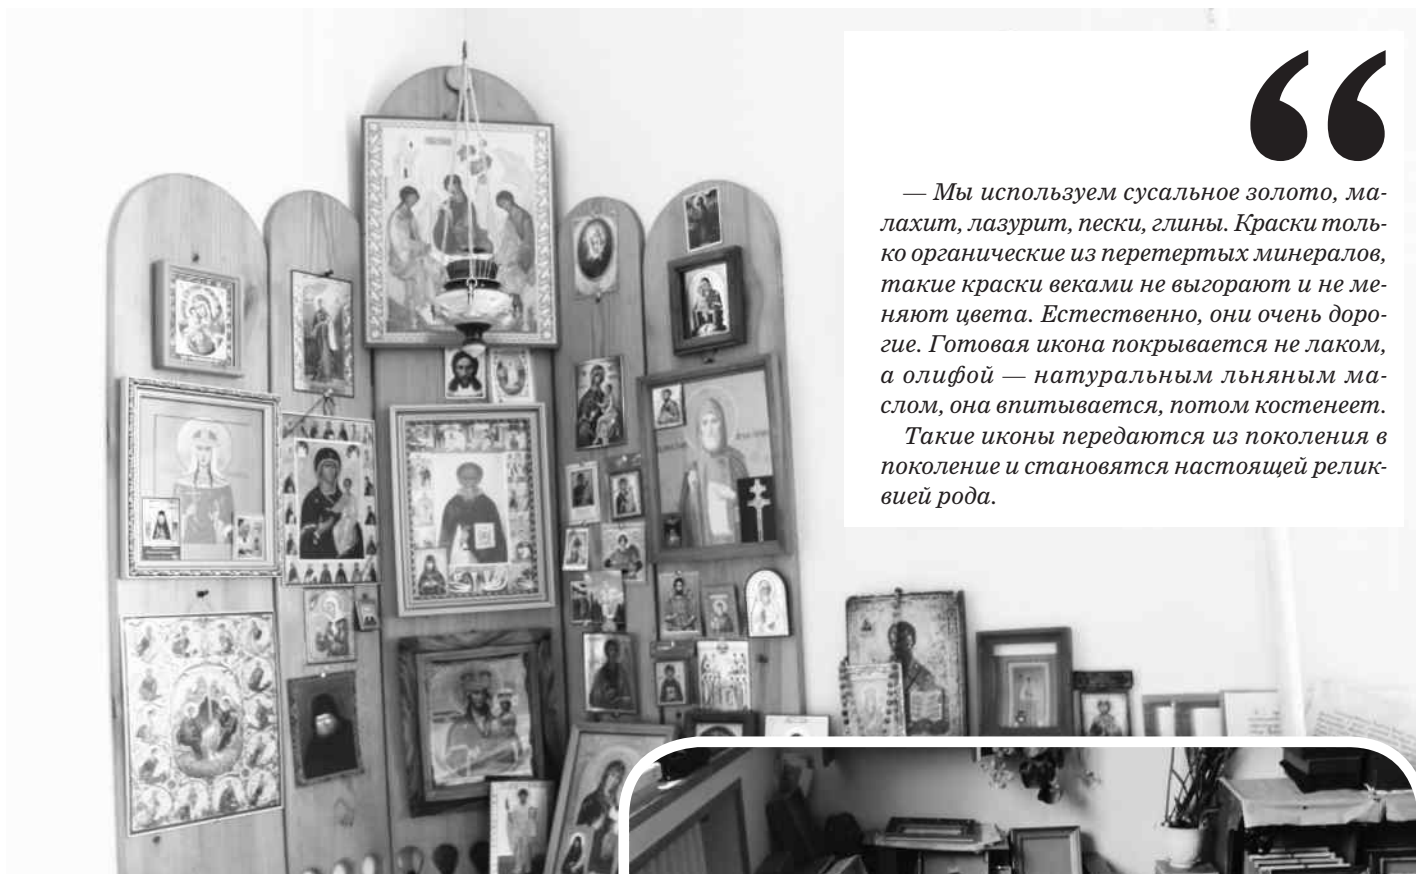 “
— Мы используем сусальное золото, ма-
лахит, лазурит, пески, глины. Краски толь-
ко органические из перетертых минералов,
такие краски веками не выгорают и не ме-
няют цвета. Естественно, они очень доро-
гие. Готовая икона покрывается не лаком,
а олифой — натуральным льняным ма-
слом, она впитывается, потом костенеет.
Такие иконы передаются из поколения в
поколение и становятся настоящей релик-
вией рода.